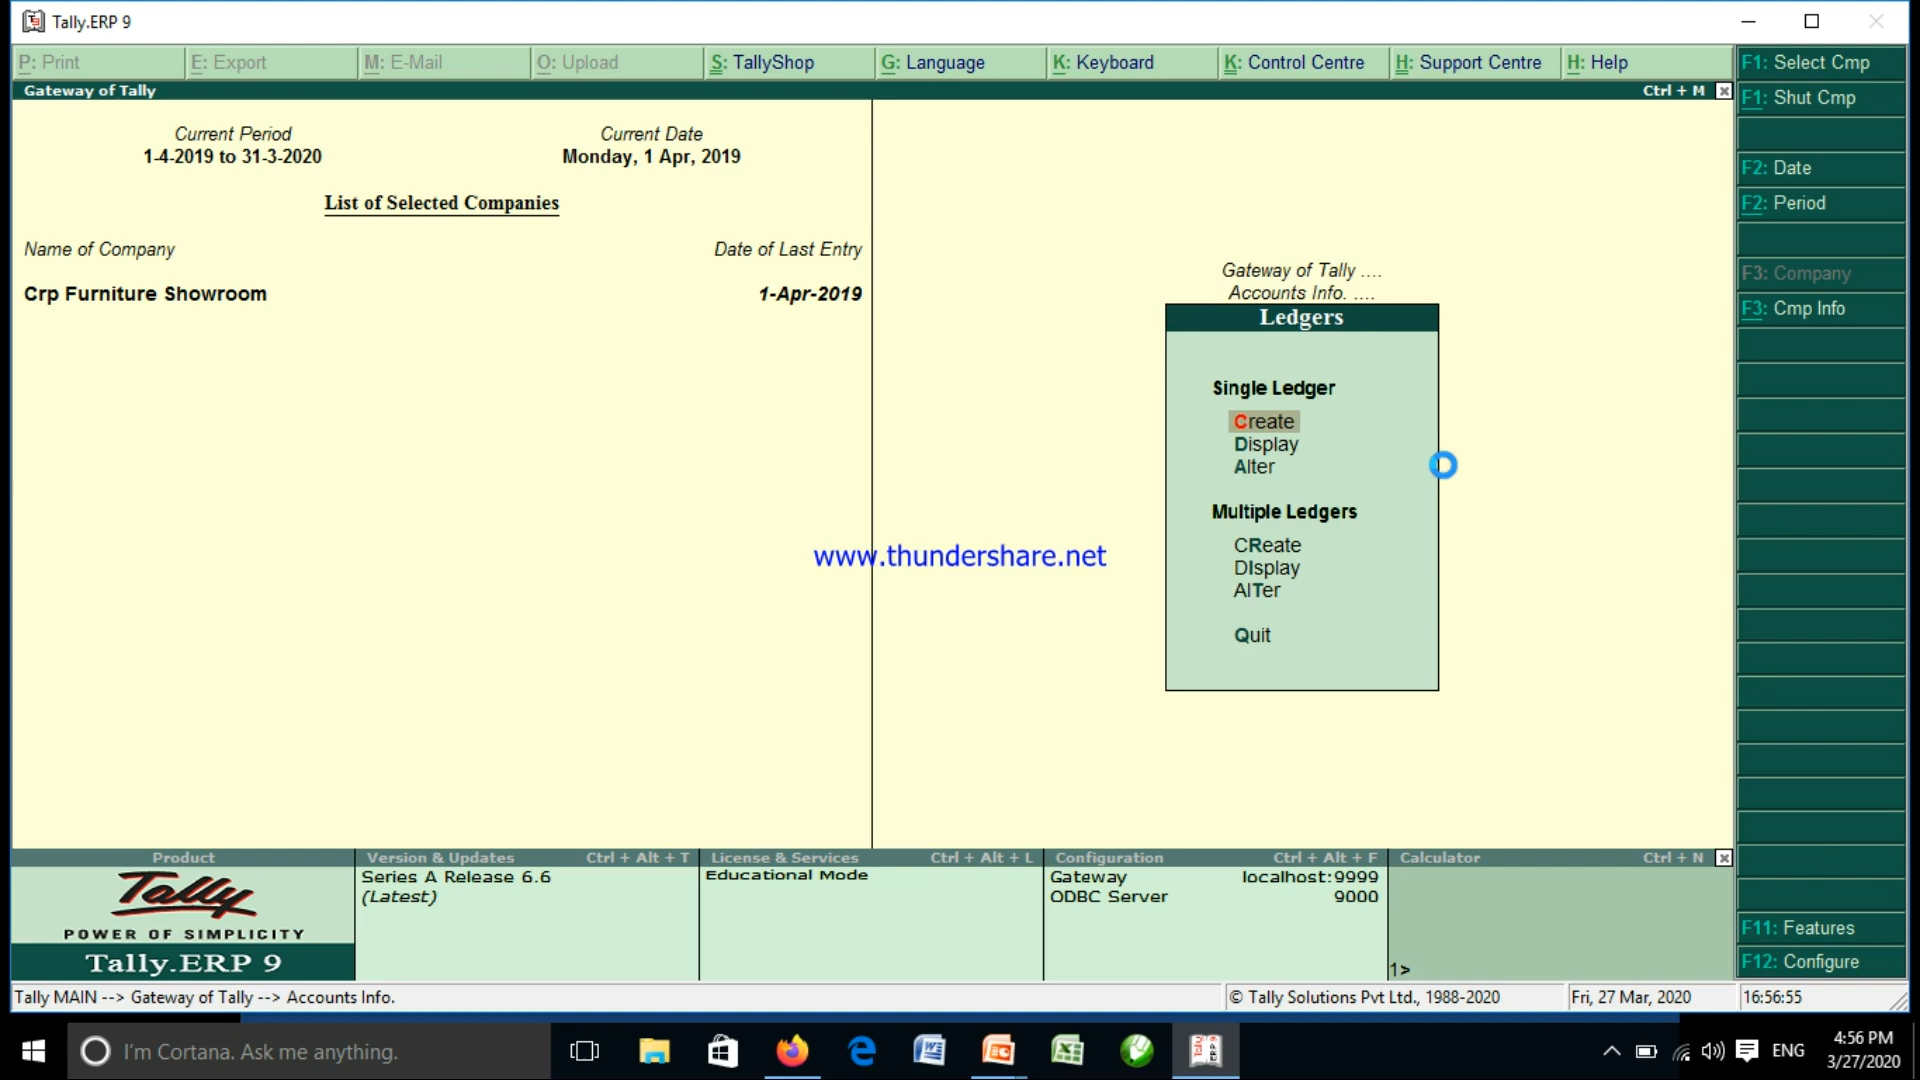 Tally.ERP 9
P: Print E: Export M: E-Mail O: Upload S: TallyShop G: Language K: Keyboard K: Control Centre H: Support Centre H: Help
Gateway of Tally Ctrl + M
Current Period Current Date
1-4-2019 to 31-3-2020 Monday, 1 Apr, 2019
List of Selected Companies
Name of Company Date of Last Entry
Crp Furniture Showroom 1-Apr-2019
Gateway of Tally ....
Accounts Info. ....
Ledgers
Single Ledger
Create
Display
Alter
Multiple Ledgers
CReate
DIsplay
AlTer
Quit
www.thundershare.net
F1: Select Cmp
F1: Shut Cmp
F2: Date
F2: Period
F3: Company
F3: Cmp Info
F11: Features
F12: Configure
Product
Tally
POWER OF SIMPLICITY
Tally.ERP 9
Version & Updates Ctrl + Alt + T
Series A Release 6.6
(Latest)
License & Services Ctrl + Alt + L
Educational Mode
Configuration Ctrl + Alt + F
Gateway localhost:9999
ODBC Server 9000
Calculator Ctrl + N
1>
Tally MAIN --> Gateway of Tally --> Accounts Info. © Tally Solutions Pvt Ltd., 1988-2020 Fri, 27 Mar, 2020 16:56:55
I'm Cortana. Ask me anything.
ENG
4:56 PM
3/27/2020